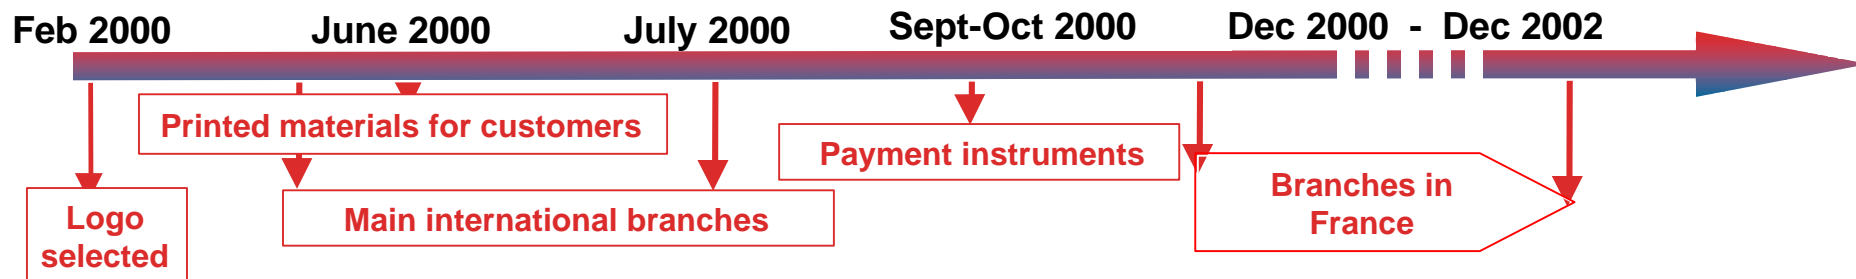 Feb 2000 June 2000 July 2000 Sept-Oct 2000 Dec 2000 - Dec 2002
Printed materials for customers
Payment instruments
Logo
selected
Main international branches
Branches in
France